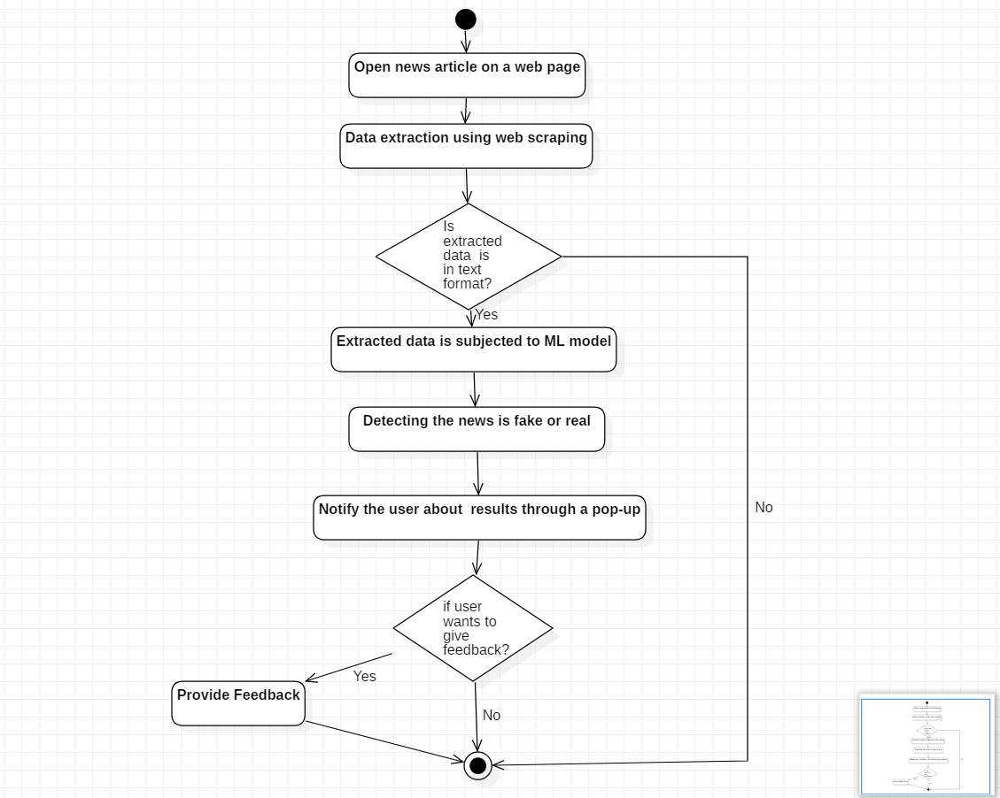 Open news article on a web page
Data extraction using web scraping
Is
extracted
data  is
in text
format?
Yes
Extracted data is subjected to ML model
Detecting the news is fake or real
Notify the user about  results through a pop-up
No
if user
wants to
give
feedback?
Yes
Provide Feedback
No